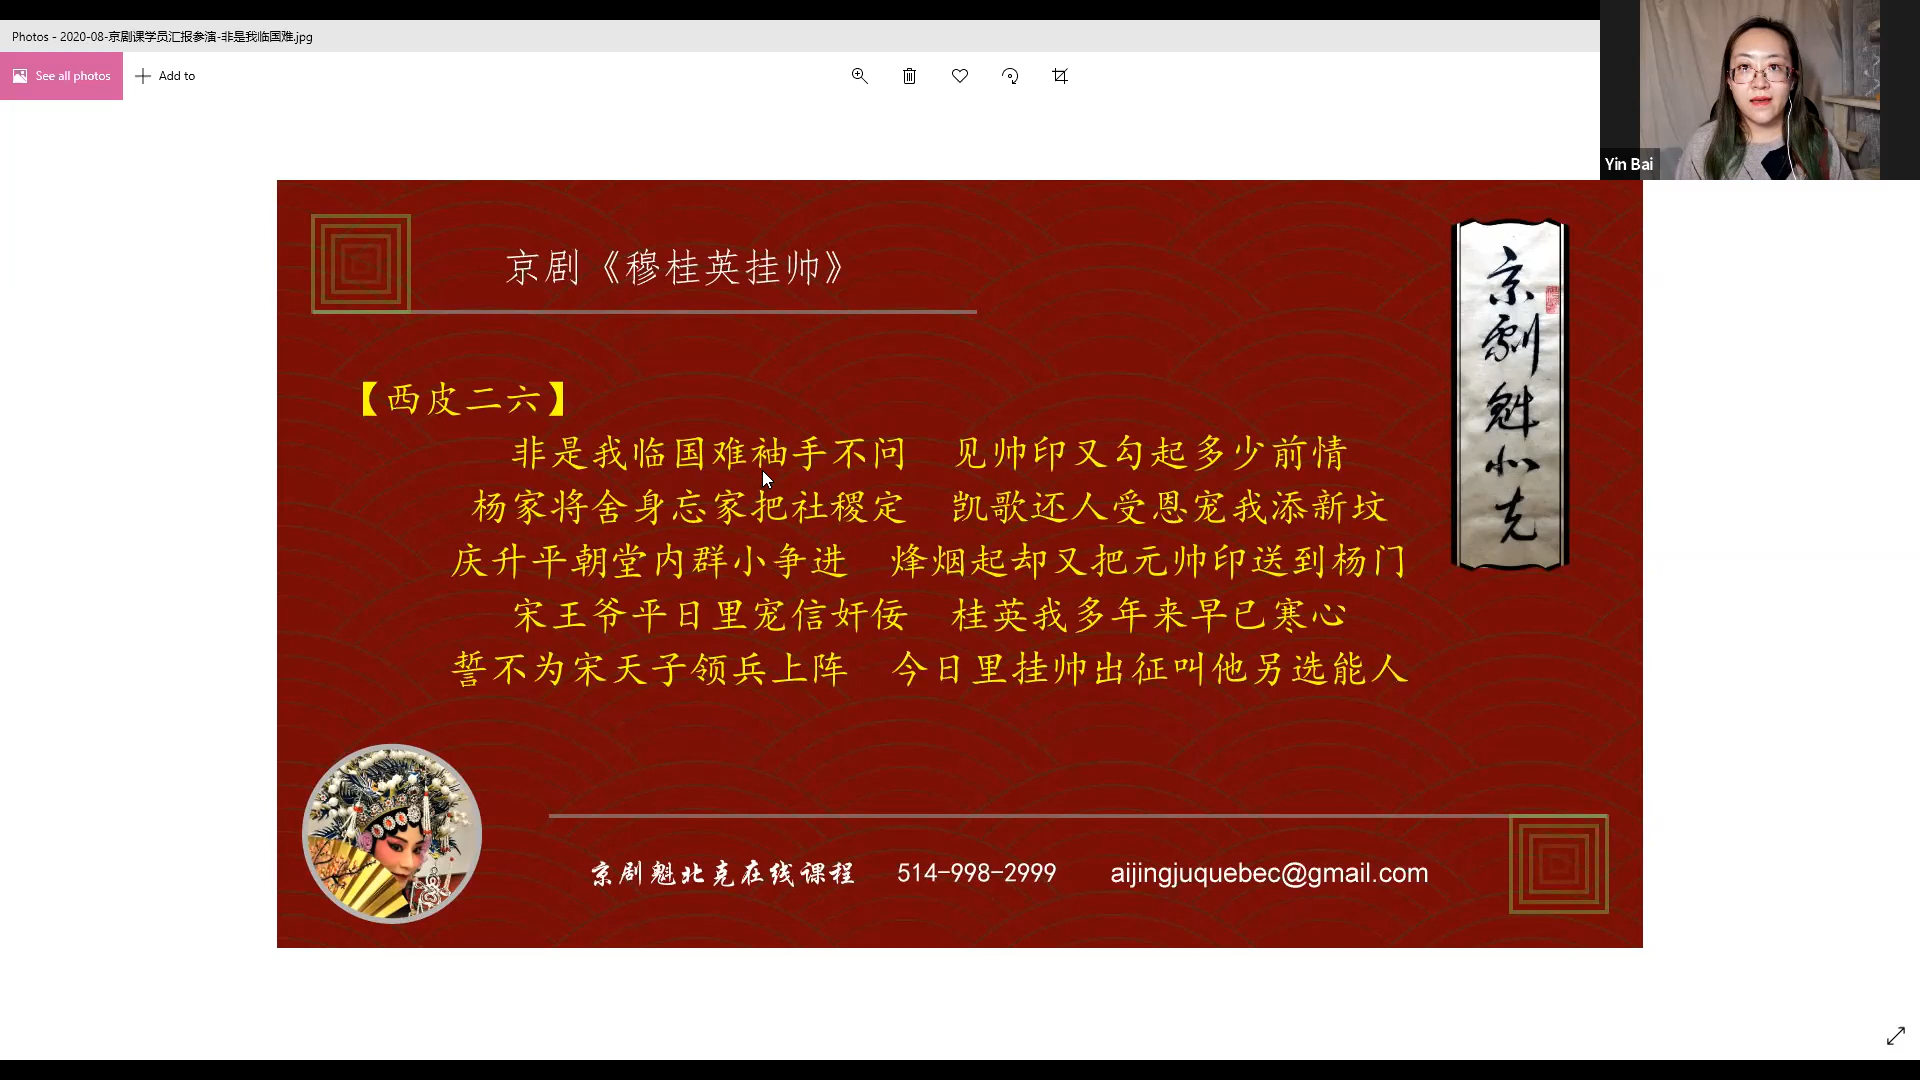 Photos - 2020-08-京剧课学员汇报参演-非是我临国难.jpg
See all photos
Add to
Yin Bai
京剧《穆桂英挂帅》
京劇魁北克
【西皮二六】
非是我临国难袖手不问 见帅印又勾起多少前情
杨家将舍身忘家把社稷定 凯歌还人受恩宠我添新坟
庆升平朝堂内群小争进 烽烟起却又把元帅印送到杨门
宋王爷平日里宠信奸佞 桂英我多年来早已寒心
誓不为宋天子领兵上阵 今日里挂帅出征叫他另选能人
京剧魁北克在线课程 514-998-2999 aijingjuquebec@gmail.com